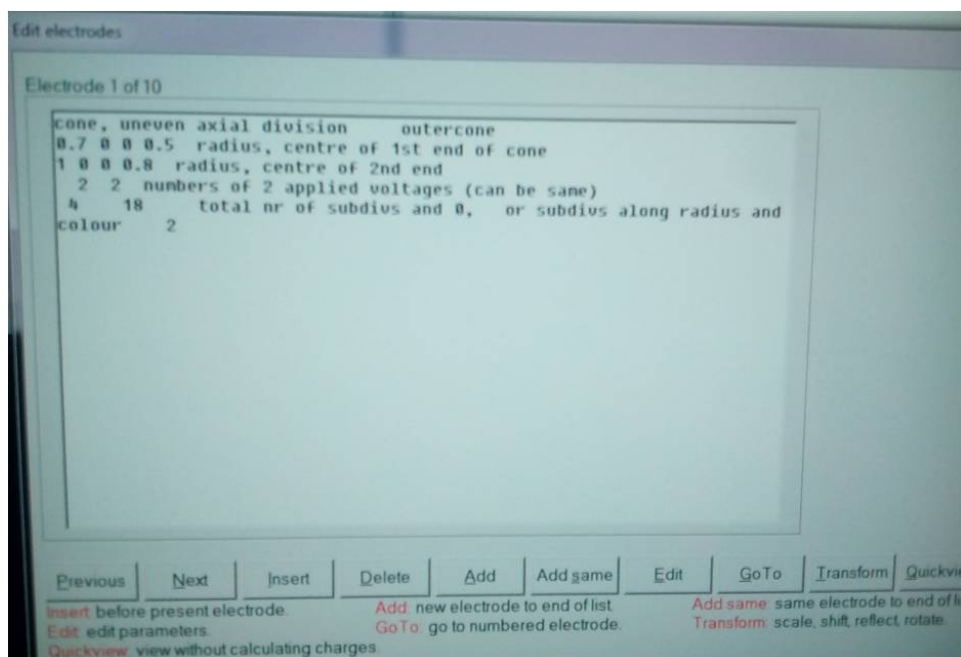 Edit electrodes
Electrode 1 of 10
cone, uneven axial division outercone
0.7 0 0 0.5 radius, centre of 1st end of cone
1 0 0 0.8 radius, centre of 2nd end
2 2 numbers of 2 applied voltages (can be same)
4 18 total nr of subdivs and 0, or subdivs along radius and
colour 2
Previous Next Insert Delete Add Add same Edit GoTo Transform
Insert: before present electrode. Add: new electrode to end of list. Add same: same electrode to end of
Edit: edit parameters. GoTo: go to numbered electrode. Transform: scale, shift, reflect, rotate.
Quickview: view without calculating charges.